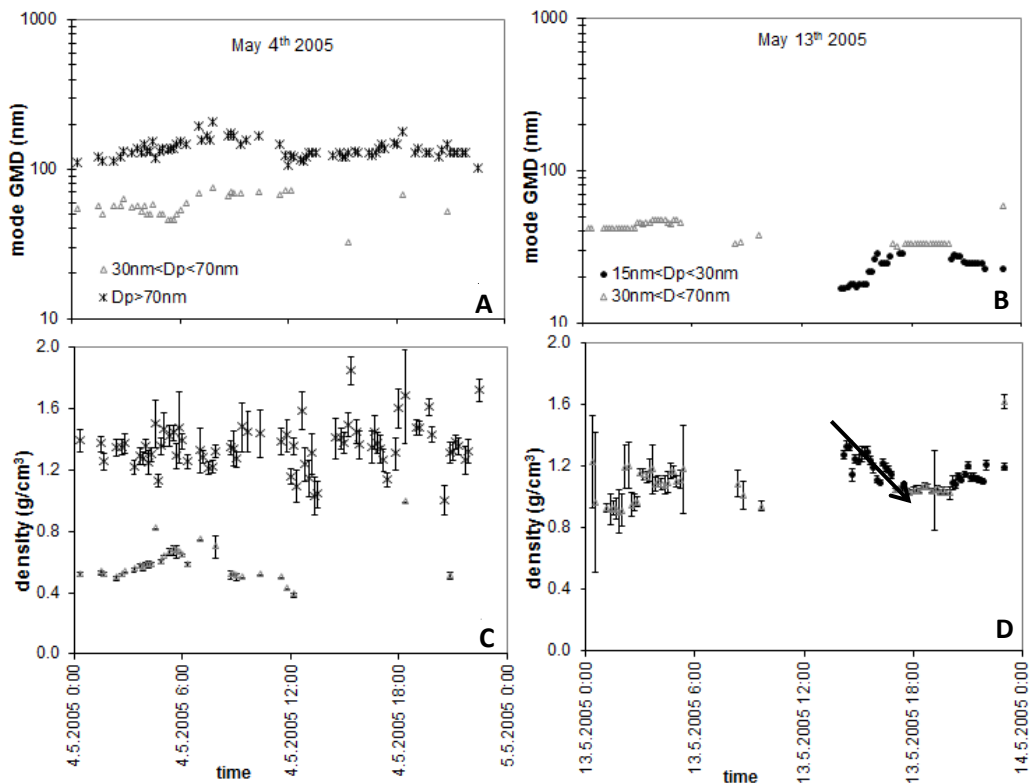 1000
100
10
mode GMD (nm)
May 4th 2005
30nm<Dp<70nm
Dp>70nm
A
1000
100
10
mode GMD (nm)
May 13th 2005
15nm<Dp<30nm
30nm<D<70nm
B
2.0
1.6
1.2
0.8
0.4
0.0
density (g/cm³)
C
4.5.2005 0:00
4.5.2005 6:00
4.5.2005 12:00
4.5.2005 18:00
5.5.2005 0:00
time
2.0
1.6
1.2
0.8
0.4
0.0
density (g/cm³)
D
13.5.2005 0:00
13.5.2005 6:00
13.5.2005 12:00
13.5.2005 18:00
14.5.2005 0:00
time